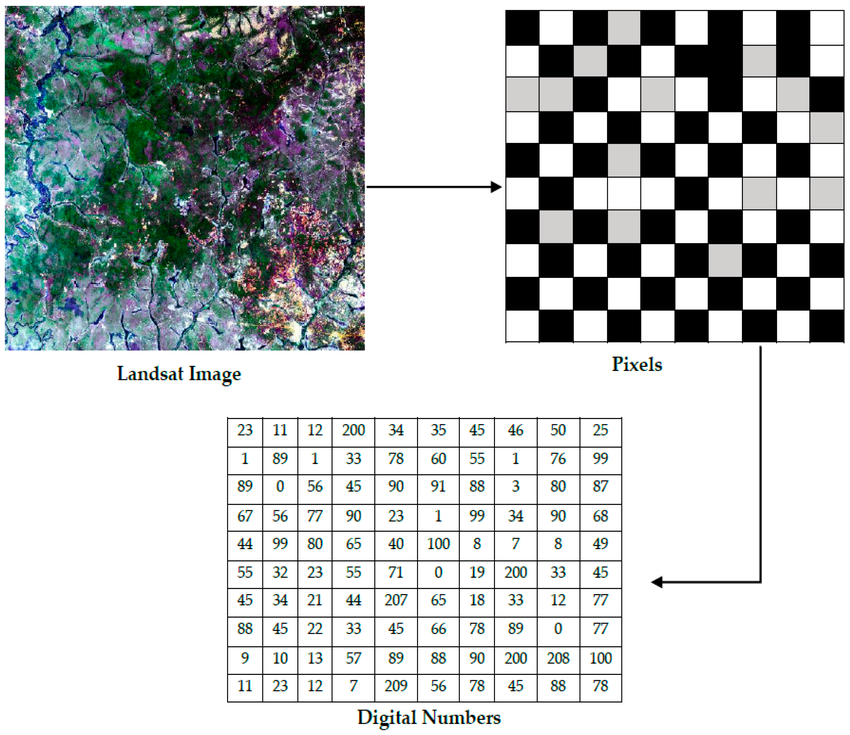 Landsat Image
Pixels
23 11 12 200 34 35 45 46 50 25
1 89 1 33 78 60 55 1 76 99
89 0 56 45 90 91 88 3 80 87
67 56 77 90 23 1 99 34 90 68
44 99 80 65 40 100 8 7 8 49
55 32 23 55 71 0 19 200 33 45
45 34 21 44 207 65 18 33 12 77
88 45 22 33 45 66 78 89 0 77
9 10 13 57 89 88 90 200 208 100
11 23 12 7 209 56 78 45 88 78
Digital Numbers